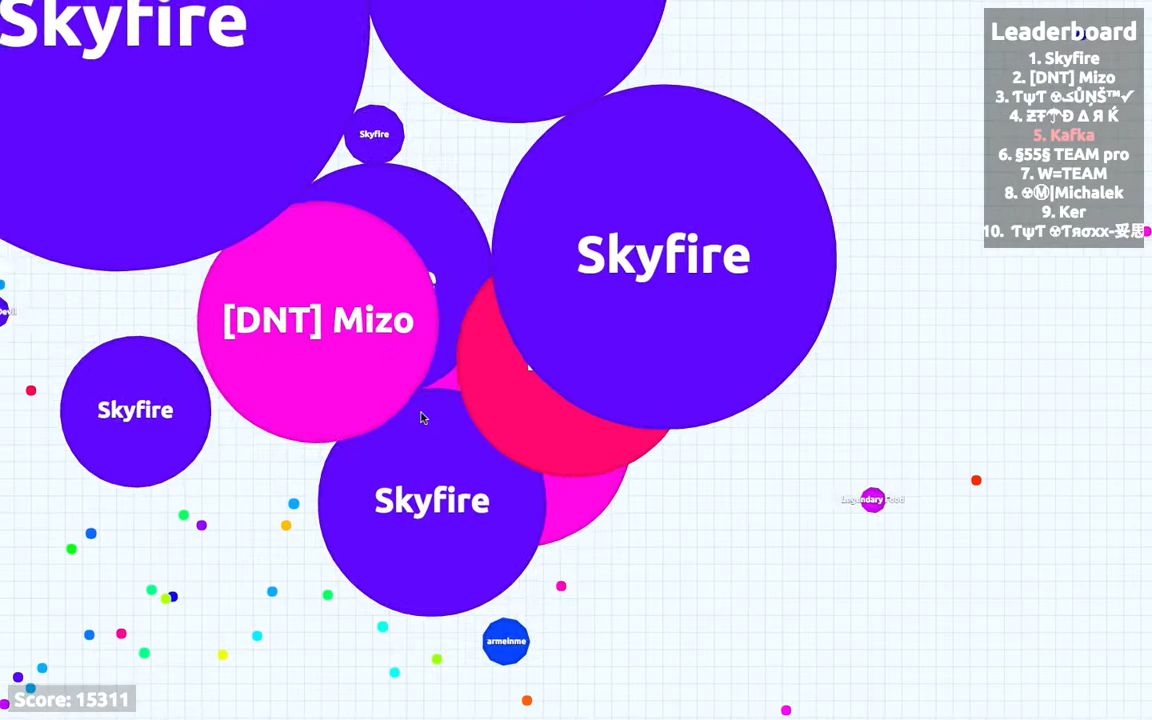 Skyfire
Skyfire
Skyfire
[DNT] Mizo
Skyfire
Skyfire
armeInme
Legendary Food
Leaderboard
1. Skyfire
2. [DNT] Mizo
5. Kafka
6. §55§ TEAM pro
7. W=TEAM
8. ☢Ⓜ|Michalek
9. Ker
Score: 15311